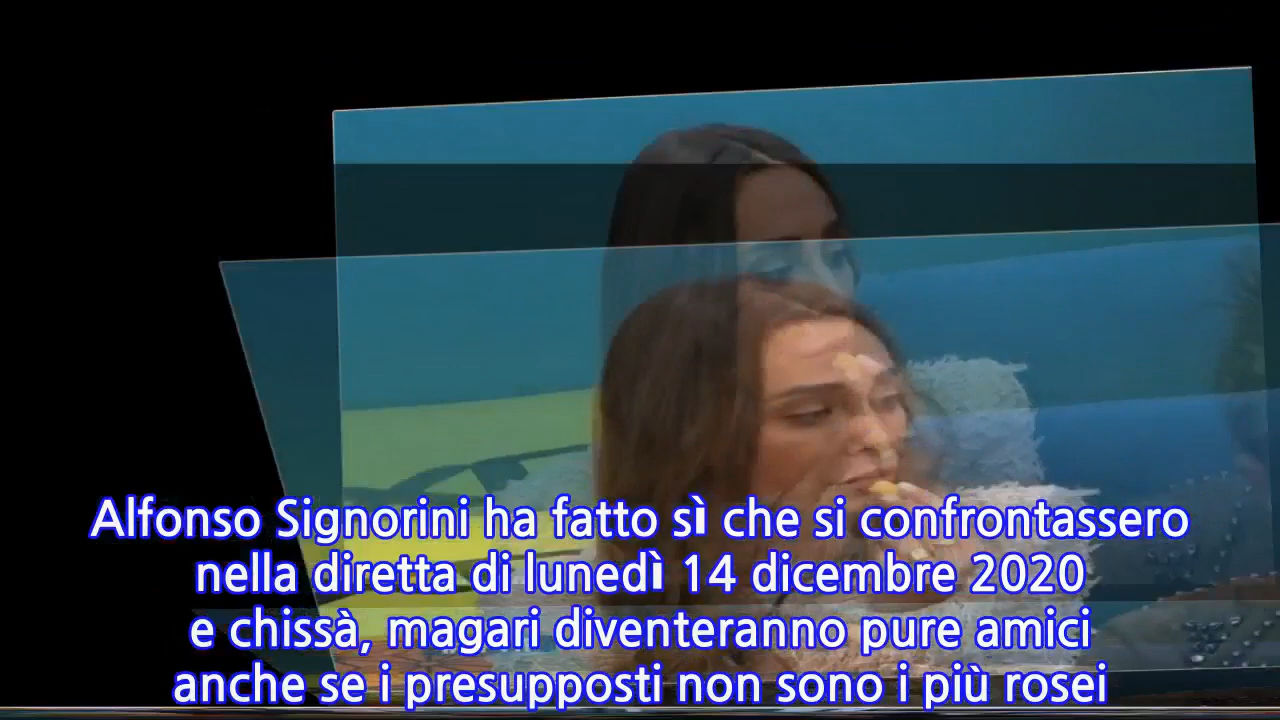 Alfonso Signorini ha fatto sì che si confrontassero
nella diretta di lunedì 14 dicembre 2020
e chissà, magari diventeranno pure amici
anche se i presupposti non sono i più rosei